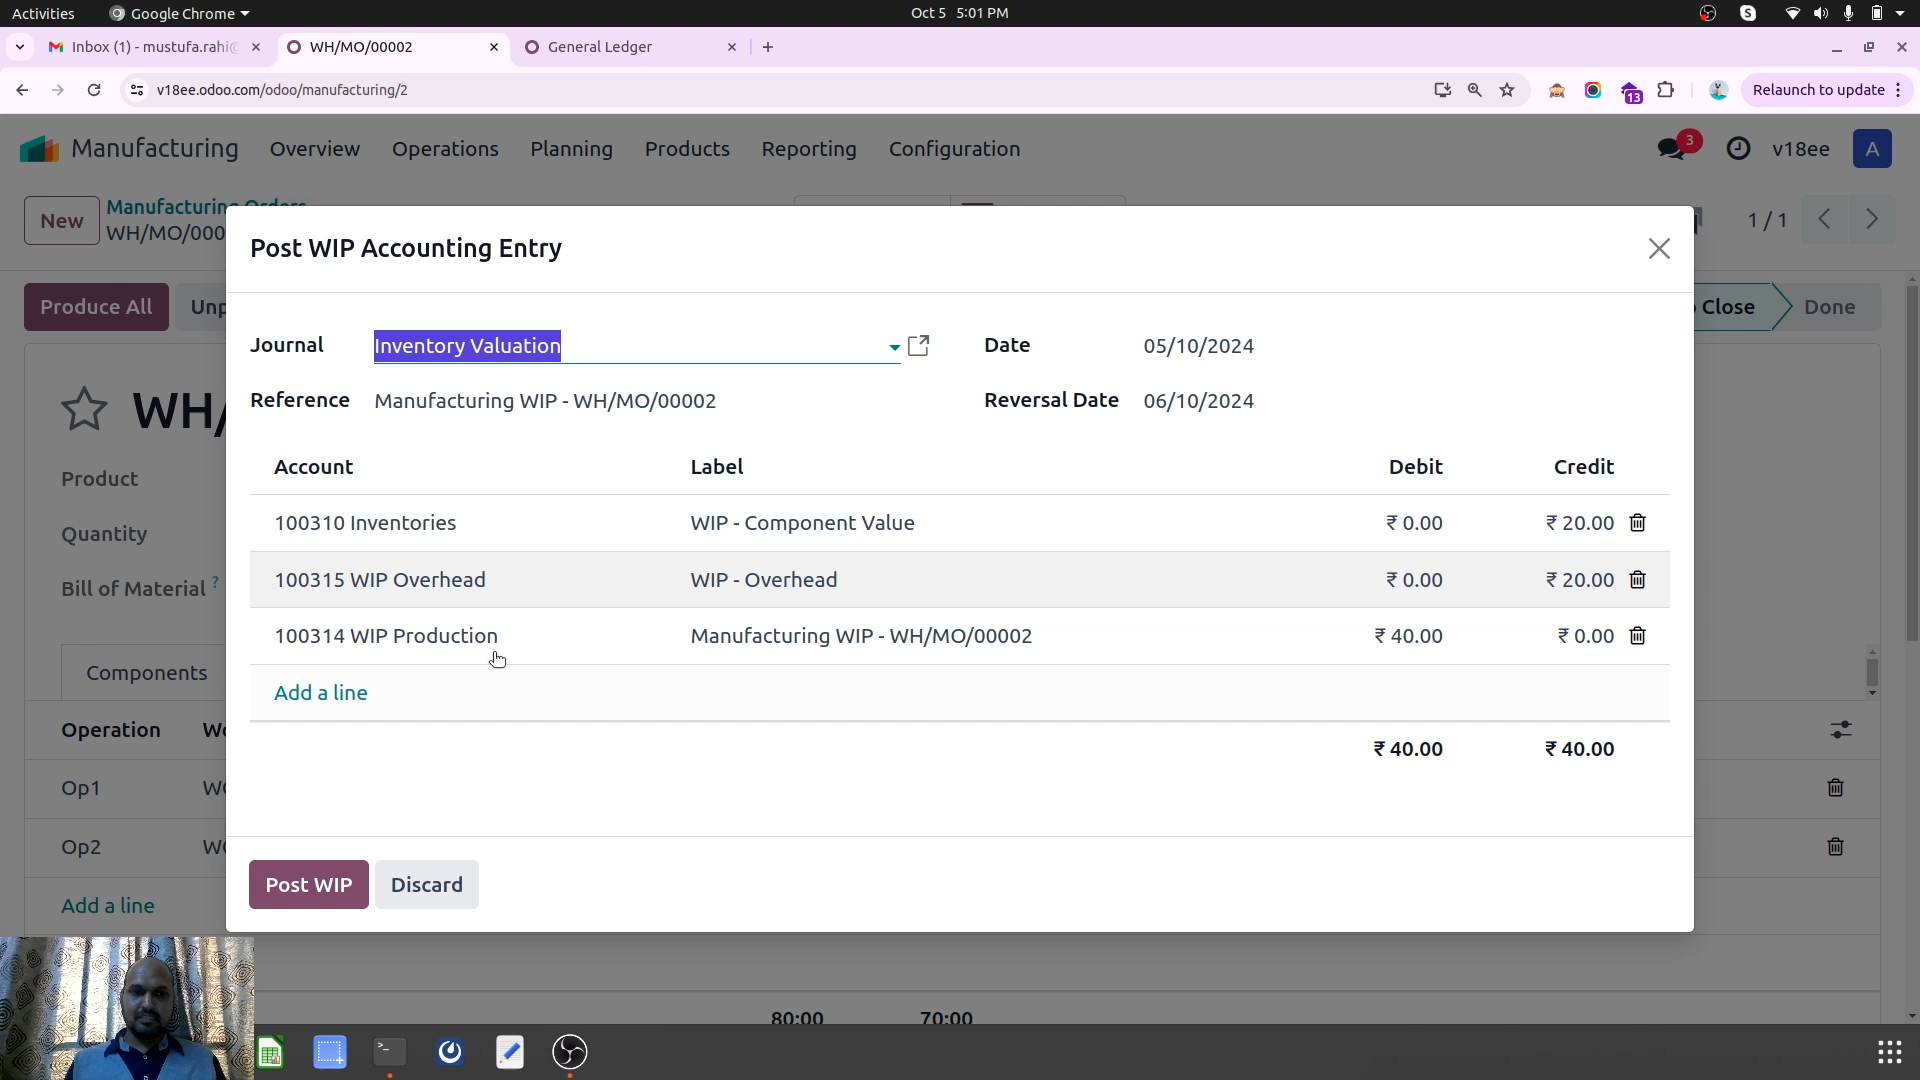 Activities
Google Chrome
Oct 5 5:01 PM
S
Inbox (1) - mustufa.rahi@
WH/MO/00002
General Ledger
v18ee.odoo.com/odoo/manufacturing/2
13
Relaunch to update
Manufacturing
Overview
Operations
Planning
Products
Reporting
Configuration
3
v18ee
A
New
Manufacturing Orders
WH/MO/000
1 / 1
Post WIP Accounting Entry
Produce All
Unp
Close
Done
Journal
Inventory Valuation
Date
05/10/2024
Reference
Manufacturing WIP - WH/MO/00002
Reversal Date
06/10/2024
WH/
Account
Label
Debit
Credit
Product
100310 Inventories
WIP - Component Value
₹ 0.00
₹ 20.00
Quantity
100315 WIP Overhead
WIP - Overhead
₹ 0.00
₹ 20.00
Bill of Material ?
100314 WIP Production
Manufacturing WIP - WH/MO/00002
₹ 40.00
₹ 0.00
Components
Add a line
Operation
₹ 40.00
₹ 40.00
Op1
Op2
Post WIP
Discard
Add a line
80:00
70:00